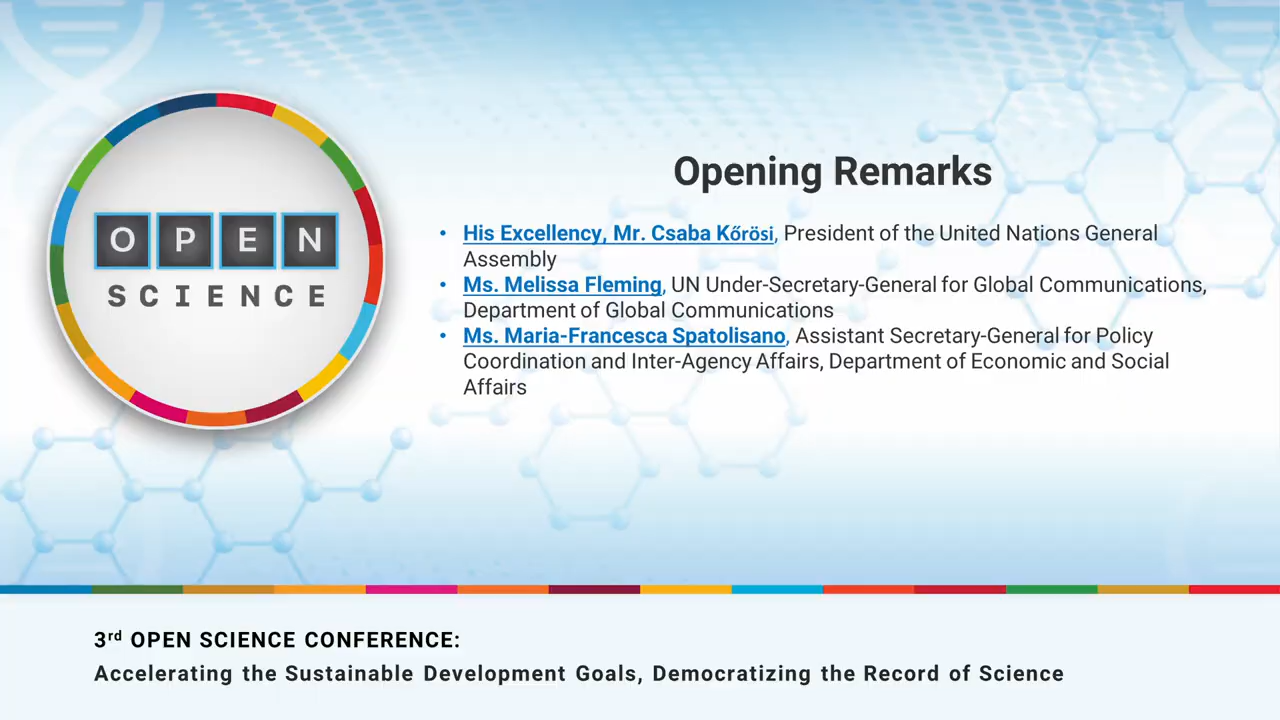 OPEN
SCIENCE
Opening Remarks
• His Excellency, Mr. Csaba Kőrösi, President of the United Nations General
Assembly
• Ms. Melissa Fleming, UN Under-Secretary-General for Global Communications,
Department of Global Communications
• Ms. Maria-Francesca Spatolisano, Assistant Secretary-General for Policy
Coordination and Inter-Agency Affairs, Department of Economic and Social
Affairs
3rd OPEN SCIENCE CONFERENCE:
Accelerating the Sustainable Development Goals, Democratizing the Record of Science